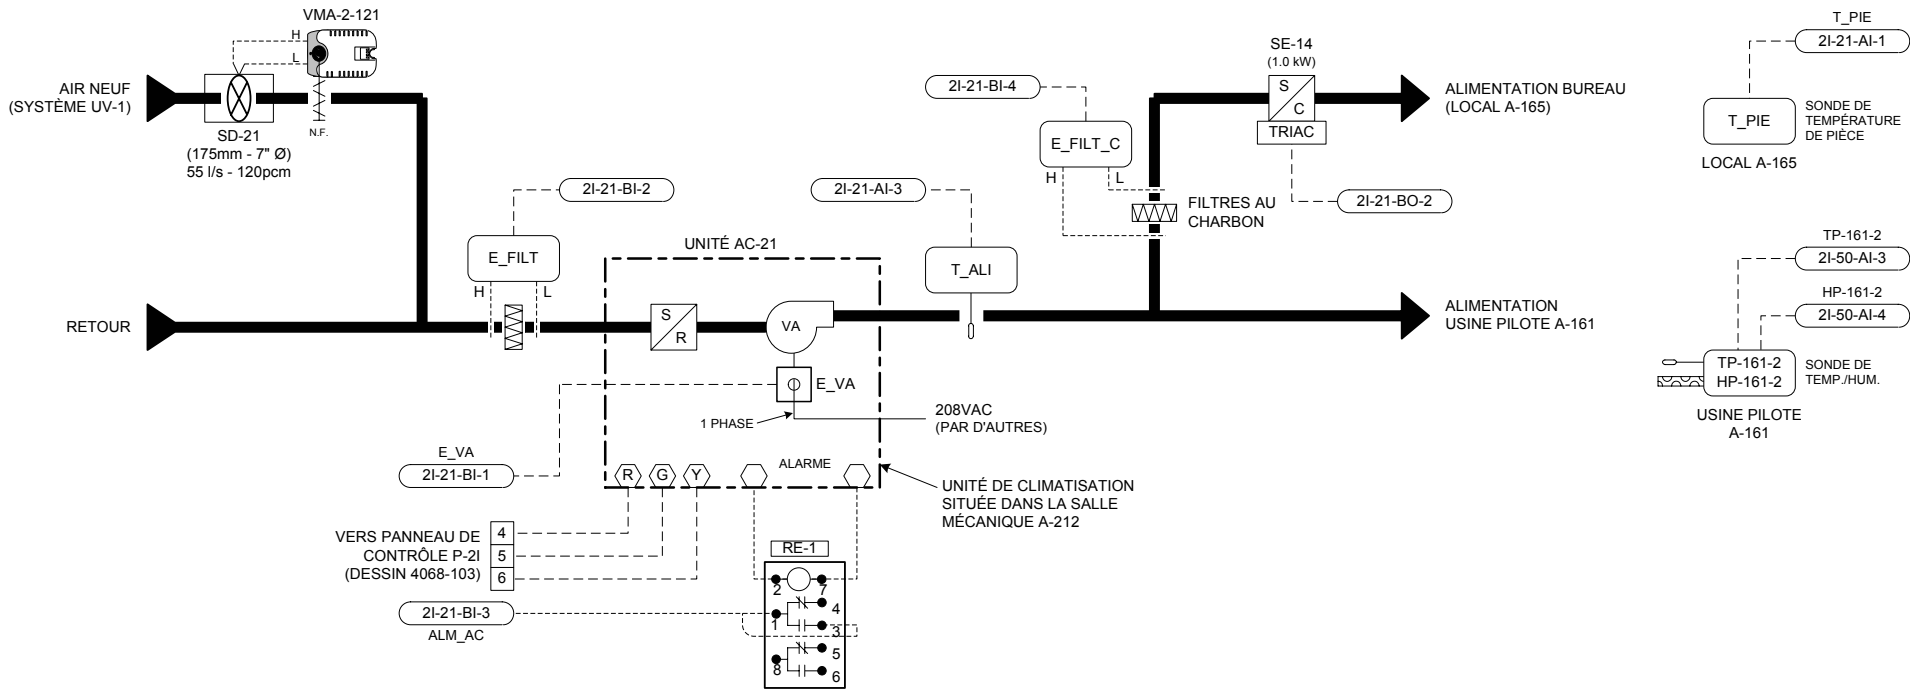 VMA-2-121
H
L
AIR NEUF
(SYSTÈME UV-1)
N.F.
SD-21
(175mm - 7" Ø)
55 l/s - 120pcm
RETOUR
2I-21-BI-2
E_FILT
H
L
UNITÉ AC-21
S
R
VA
E_VA
1 PHASE
208VAC
(PAR D'AUTRES)
E_VA
2I-21-BI-1
R
G
Y
ALARME
UNITÉ DE CLIMATISATION
SITUÉE DANS LA SALLE
MÉCANIQUE A-212
VERS PANNEAU DE
CONTRÔLE P-2I
(DESSIN 4068-103)
4
5
6
2I-21-BI-3
ALM_AC
RE-1
2
7
4
1
3
5
8
6
2I-21-AI-3
T_ALI
2I-21-BI-4
E_FILT_C
H
L
FILTRES AU
CHARBON
SE-14
(1.0 kW)
S
C
TRIAC
2I-21-BO-2
ALIMENTATION BUREAU
(LOCAL A-165)
ALIMENTATION
USINE PILOTE A-161
T_PIE
2I-21-AI-1
T_PIE
SONDE DE
TEMPÉRATURE
DE PIÈCE
LOCAL A-165
TP-161-2
2I-50-AI-3
HP-161-2
2I-50-AI-4
TP-161-2
HP-161-2
SONDE DE
TEMP./HUM.
USINE PILOTE
A-161